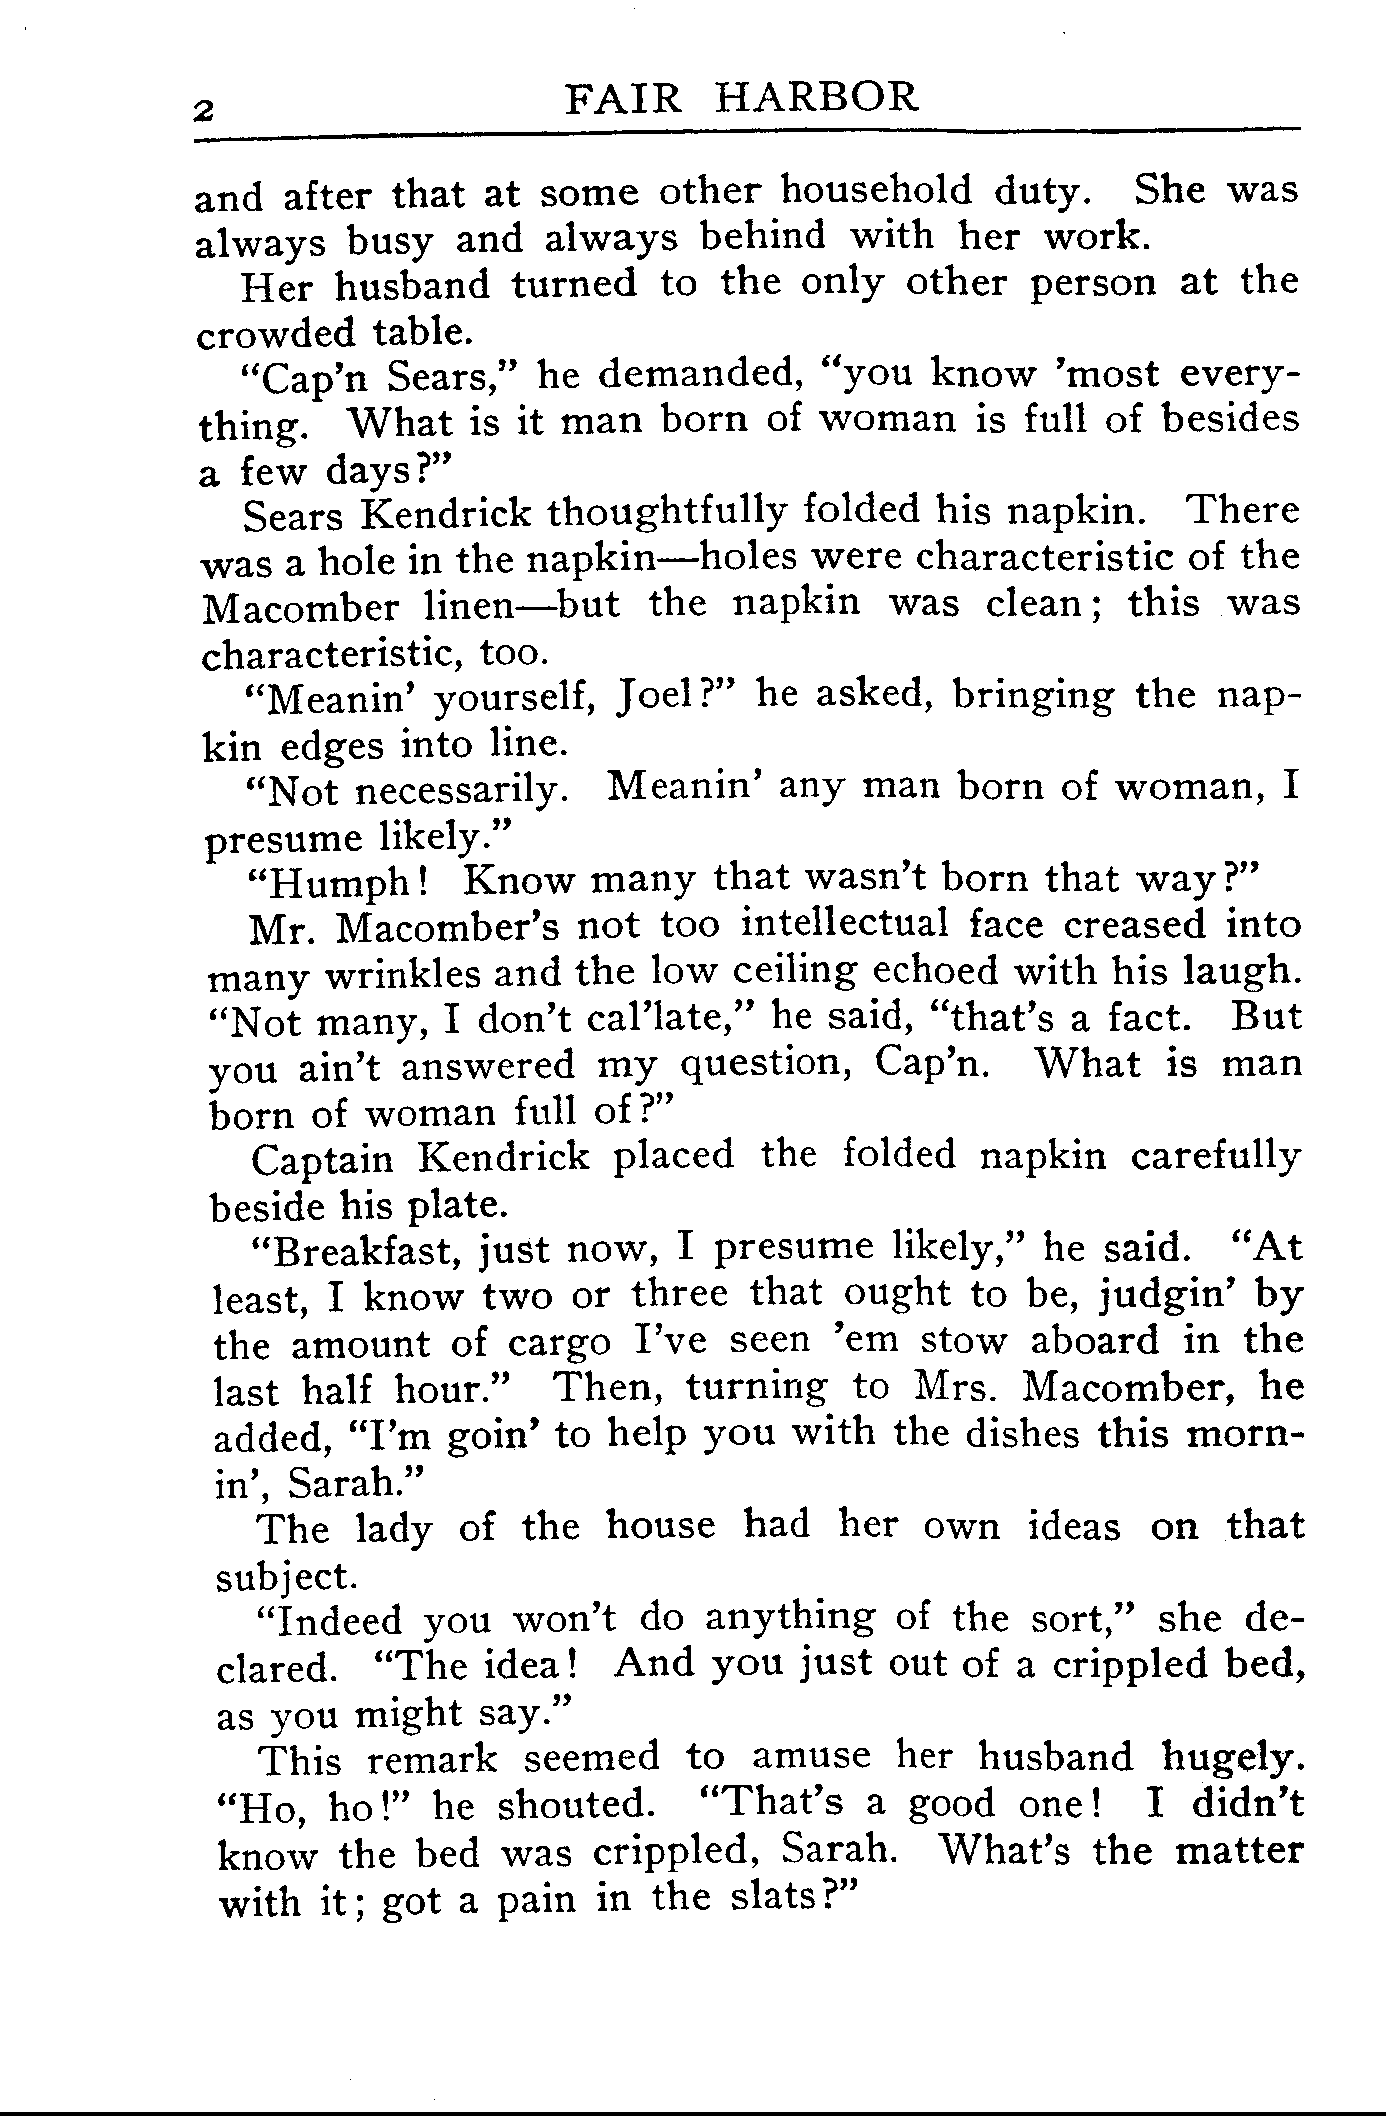 2 FAIR HARBOR
and after that at some other household duty. She was
always busy and always behind with her work.
Her husband turned to the only other person at the
crowded table.
“Cap’n Sears,” he demanded, “you know ’most every-
thing. What is it man born of woman is full of besides
a few days?”
Sears Kendrick thoughtfully folded his napkin. There
was a hole in the napkin—holes were characteristic of the
Macomber linen—but the napkin was clean; this was
characteristic, too.
“Meanin’ yourself, Joel?” he asked, bringing the nap-
kin edges into line.
“Not necessarily. Meanin’ any man born of woman, I
presume likely.”
“Humph! Know many that wasn’t born that way?”
Mr. Macomber’s not too intellectual face creased into
many wrinkles and the low ceiling echoed with his laugh.
“Not many, I don’t cal’late,” he said, “that’s a fact. But
you ain’t answered my question, Cap’n. What is man
born of woman full of?”
Captain Kendrick placed the folded napkin carefully
beside his plate.
“Breakfast, just now, I presume likely,” he said. “At
least, I know two or three that ought to be, judgin’ by
the amount of cargo I’ve seen ’em stow aboard in the
last half hour.” Then, turning to Mrs. Macomber, he
added, “I’m goin’ to help you with the dishes this morn-
in’, Sarah.”
The lady of the house had her own ideas on that
subject.
“Indeed you won’t do anything of the sort,” she de-
clared. “The idea! And you just out of a crippled bed,
as you might say.”
This remark seemed to amuse her husband hugely.
“Ho, ho!” he shouted. “That’s a good one! I didn’t
know the bed was crippled, Sarah. What’s the matter
with it; got a pain in the slats?”